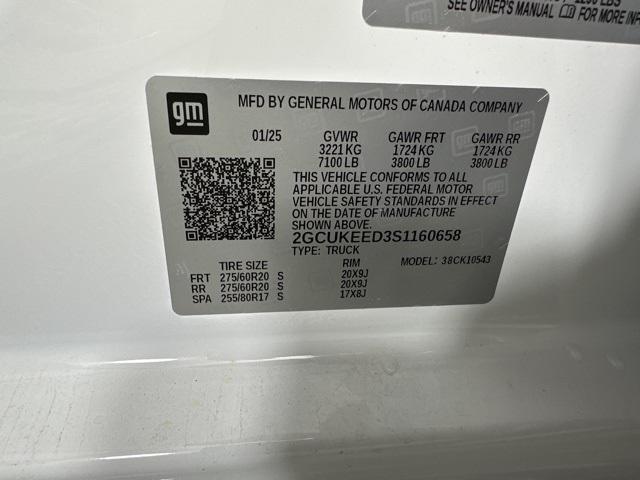 1290 LBS
SEE OWNER'S MANUAL FOR MORE INF
gm
MFD BY GENERAL MOTORS OF CANADA COMPANY
01/25 GVWR GAWR FRT GAWR RR
3221 KG 1724 KG 1724 KG
7100 LB 3800 LB 3800 LB
THIS VEHICLE CONFORMS TO ALL
APPLICABLE U.S. FEDERAL MOTOR
VEHICLE SAFETY STANDARDS IN EFFECT
ON THE DATE OF MANUFACTURE
SHOWN ABOVE.
2GCUKEED3S1160658
TYPE: TRUCK MODEL: 38CK10543
TIRE SIZE RIM
FRT 275/60R20 S 20X9J
RR 275/60R20 S 20X9J
SPA 255/80R17 S 17X8J